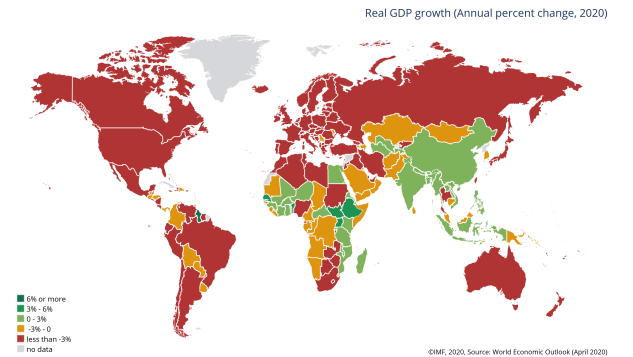 Real GDP growth (Annual percent change, 2020)
6% or more
3% - 6%
0 - 3%
-3% - 0
less than -3%
no data
©IMF, 2020, Source: World Economic Outlook (April 2020)